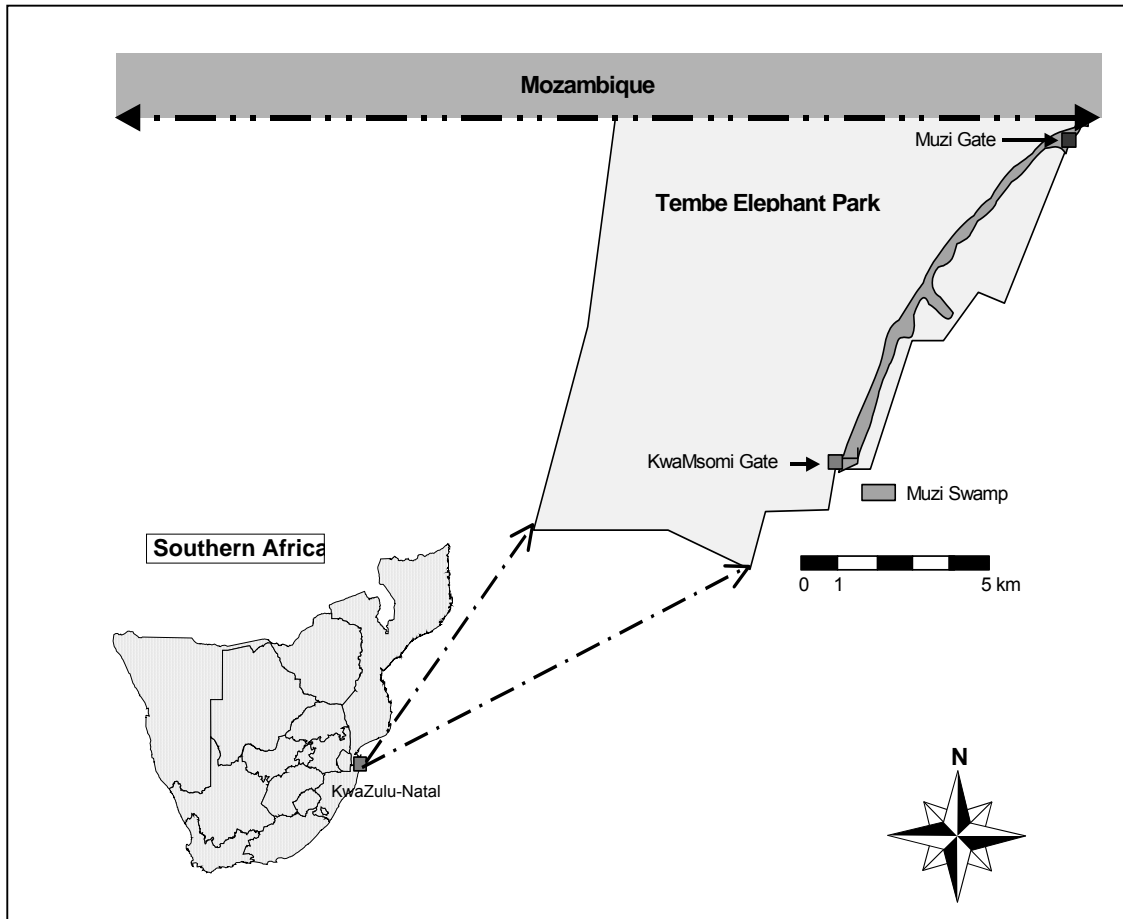 Mozambique
Muzi Gate
Tembe Elephant Park
KwaMsomi Gate
Muzi Swamp
Southern Africa
0 1 5 km
KwaZulu-Natal
N